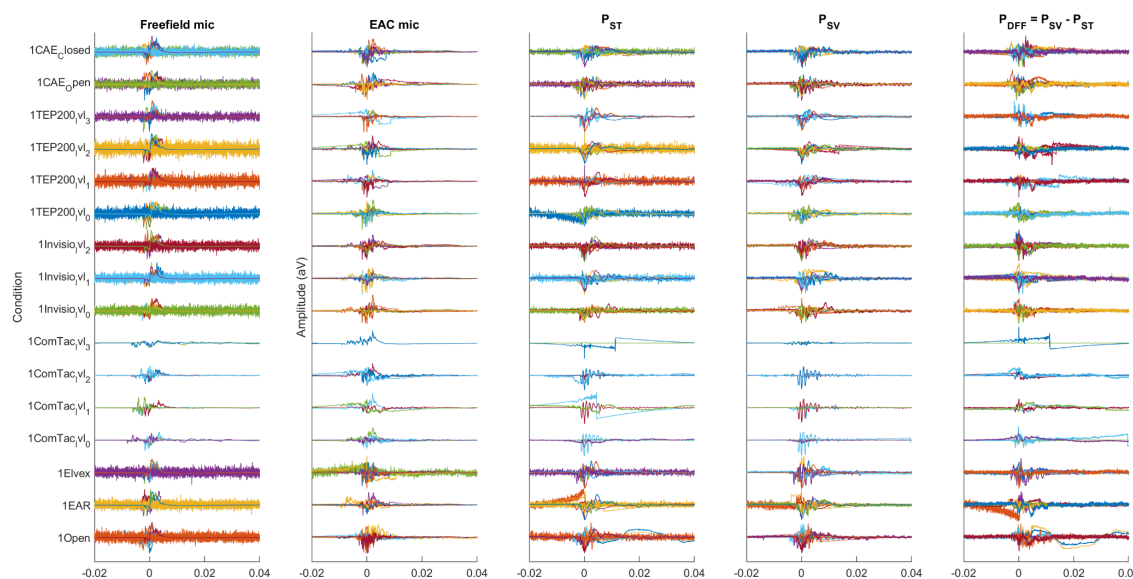 Freefield mic
EAC mic
P_ST
P_SV
P_DFF = P_SV - P_ST
Condition
1CAE_Closed
1CAE_Open
1TEP200_lvl_3
1TEP200_lvl_2
1TEP200_lvl_1
1TEP200_lvl_0
1Invisio_lvl_2
1Invisio_lvl_1
1Invisio_lvl_0
1ComTac_lvl_3
1ComTac_lvl_2
1ComTac_lvl_1
1ComTac_lvl_0
1Elvex
1EAR
1Open
Amplitude (aV)
-0.02 0 0.02 0.04
-0.02 0 0.02 0.04
-0.02 0 0.02 0.04
-0.02 0 0.02 0.04
-0.02 0 0.02 0.0